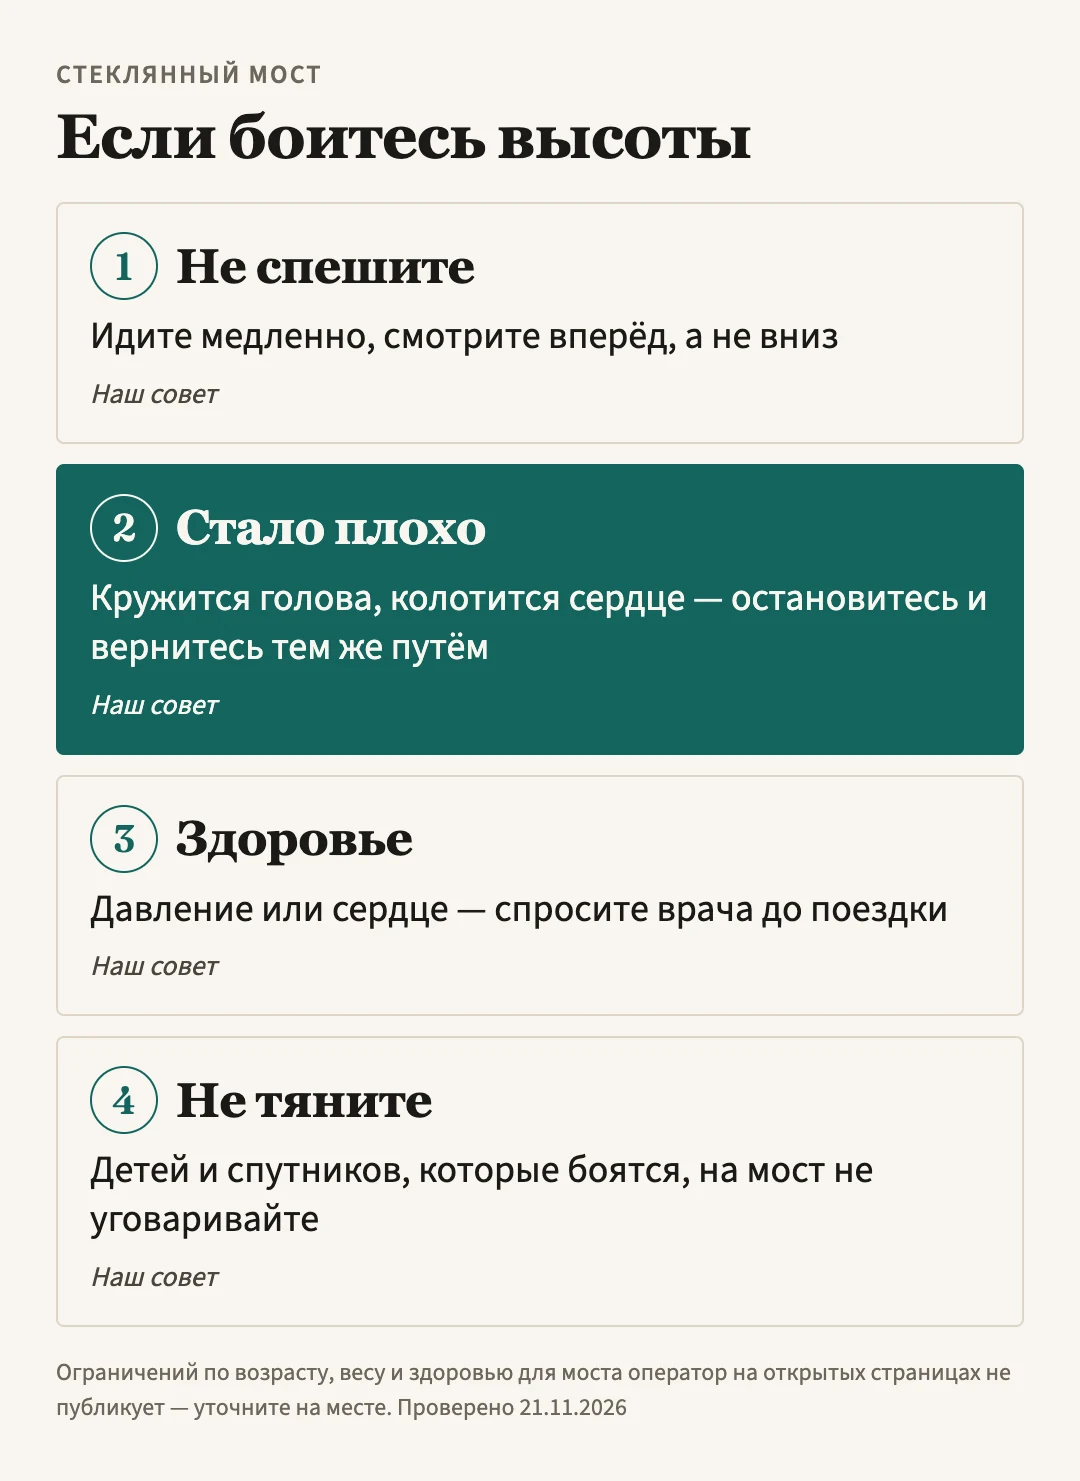 СТЕКЛЯННЫЙ МОСТ
Если боитесь высоты
1 Не спешите
Идите медленно, смотрите вперёд, а не вниз
Наш совет
2 Стало плохо
Кружится голова, колотится сердце — остановитесь и
вернитесь тем же путём
Наш совет
3 Здоровье
Давление или сердце — спросите врача до поездки
Наш совет
4 Не тяните
Детей и спутников, которые боятся, на мост не
уговаривайте
Наш совет
Ограничений по возрасту, весу и здоровью для моста оператор на открытых страницах не
публикует — уточните на месте. Проверено 21.11.2026